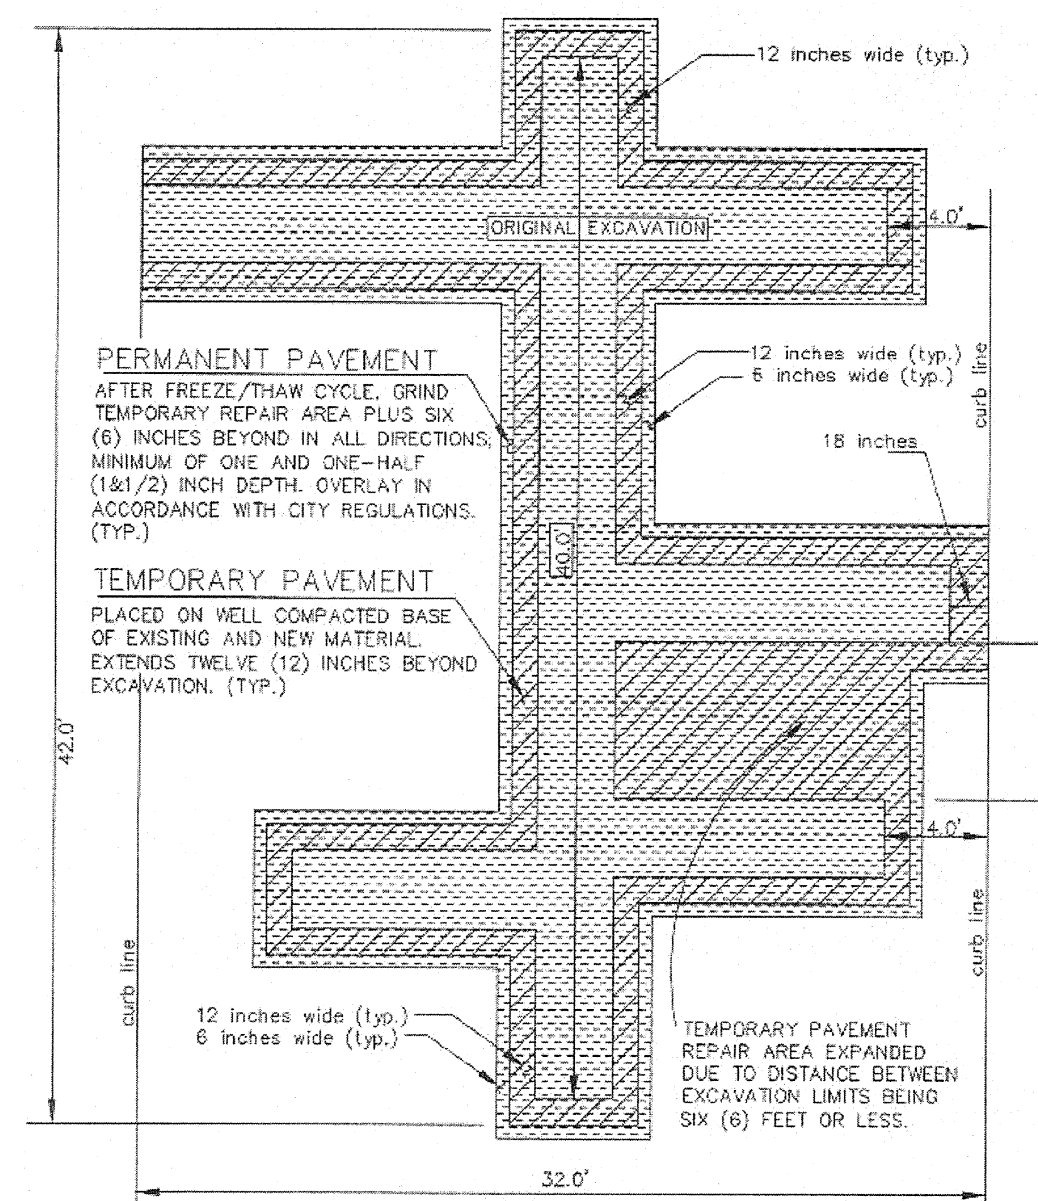 12 inches wide (typ.)
ORIGINAL EXCAVATION
4.0'
PERMANENT PAVEMENT
AFTER FREEZE/THAW CYCLE, GRIND
TEMPORARY REPAIR AREA PLUS SIX
(6) INCHES BEYOND IN ALL DIRECTIONS;
MINIMUM OF ONE AND ONE-HALF
(1&1/2) INCH DEPTH. OVERLAY IN
ACCORDANCE WITH CITY REGULATIONS.
(TYP.)
12 inches wide (typ.)
6 inches wide (typ.)
curb line
18 inches
40.0'
TEMPORARY PAVEMENT
PLACED ON WELL COMPACTED BASE
OF EXISTING AND NEW MATERIAL.
EXTENDS TWELVE (12) INCHES BEYOND
EXCAVATION. (TYP.)
42.0'
4.0'
curb line
curb line
12 inches wide (typ.)
6 inches wide (typ.)
TEMPORARY PAVEMENT
REPAIR AREA EXPANDED
DUE TO DISTANCE BETWEEN
EXCAVATION LIMITS BEING
SIX (6) FEET OR LESS.
32.0'